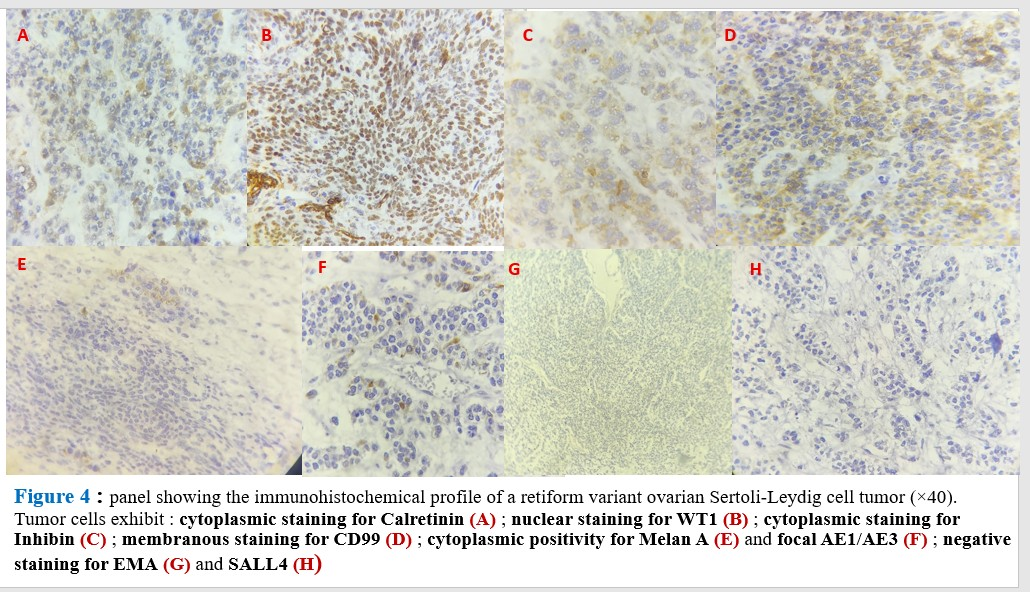 A
B
C
D
E
F
G
H
Figure 4 : panel showing the immunohistochemical profile of a retiform variant ovarian Sertoli-Leydig cell tumor (×40).
Tumor cells exhibit : cytoplasmic staining for Calretinin (A) ; nuclear staining for WT1 (B) ; cytoplasmic staining for
Inhibin (C) ; membranous staining for CD99 (D) ; cytoplasmic positivity for Melan A (E) and focal AE1/AE3 (F) ; negative
staining for EMA (G) and SALL4 (H)